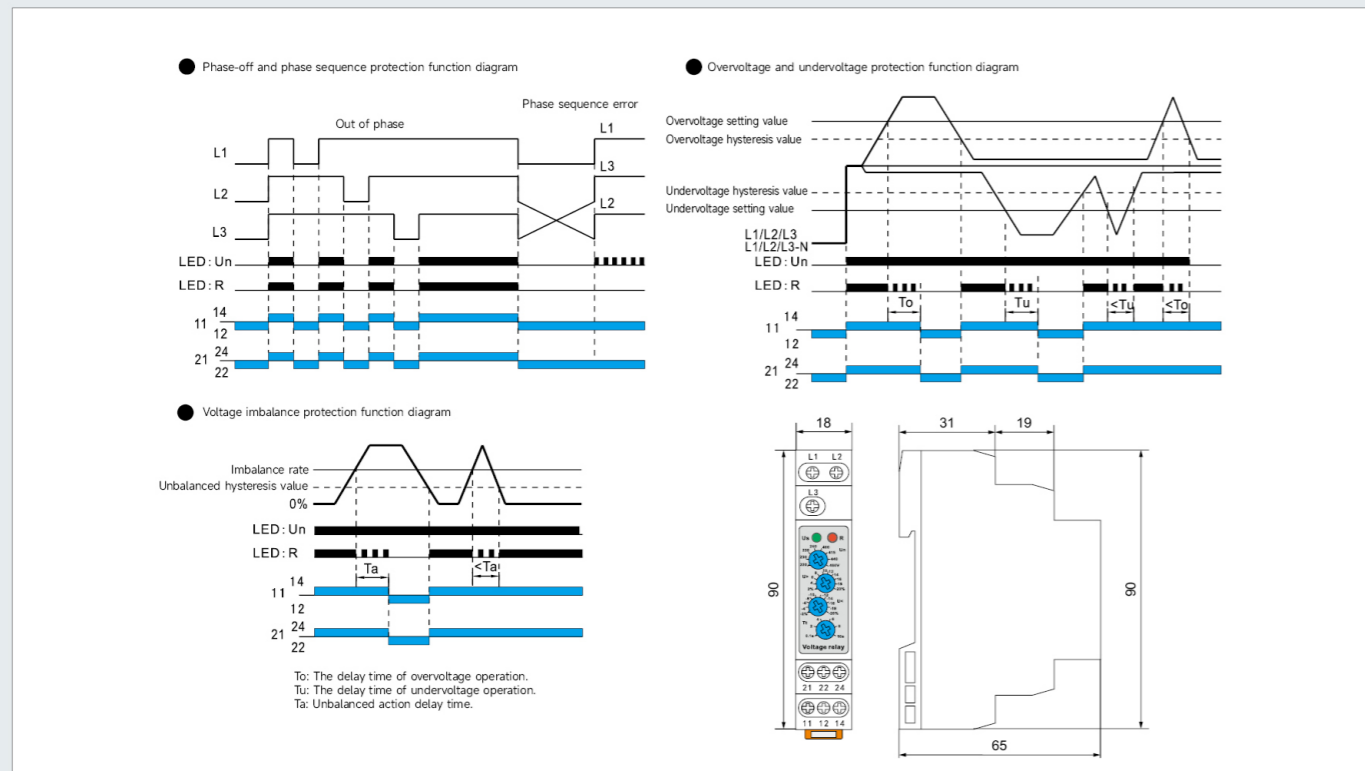 Phase-off and phase sequence protection function diagram
Phase sequence error
Out of phase
L1
L1
L3
L2
L2
L3
LED: Un
LED: R
11 14
12
21 24
22
Overvoltage and undervoltage protection function diagram
Overvoltage setting value
Overvoltage hysteresis value
Undervoltage hysteresis value
Undervoltage setting value
L1/L2/L3
L1/L2/L3-N
LED: Un
LED: R
To Tu <Tu <To
11 14
12
21 24
22
Voltage imbalance protection function diagram
Imbalance rate
Unbalanced hysteresis value
0%
LED: Un
LED: R
Ta <Ta
11 14
12
21 24
22
To: The delay time of overvoltage operation.
Tu: The delay time of undervoltage operation.
Ta: Unbalanced action delay time.
18
L1 L2
L3
Un R
Voltage relay
21 22 24
11 12 14
90
31 19
90
65